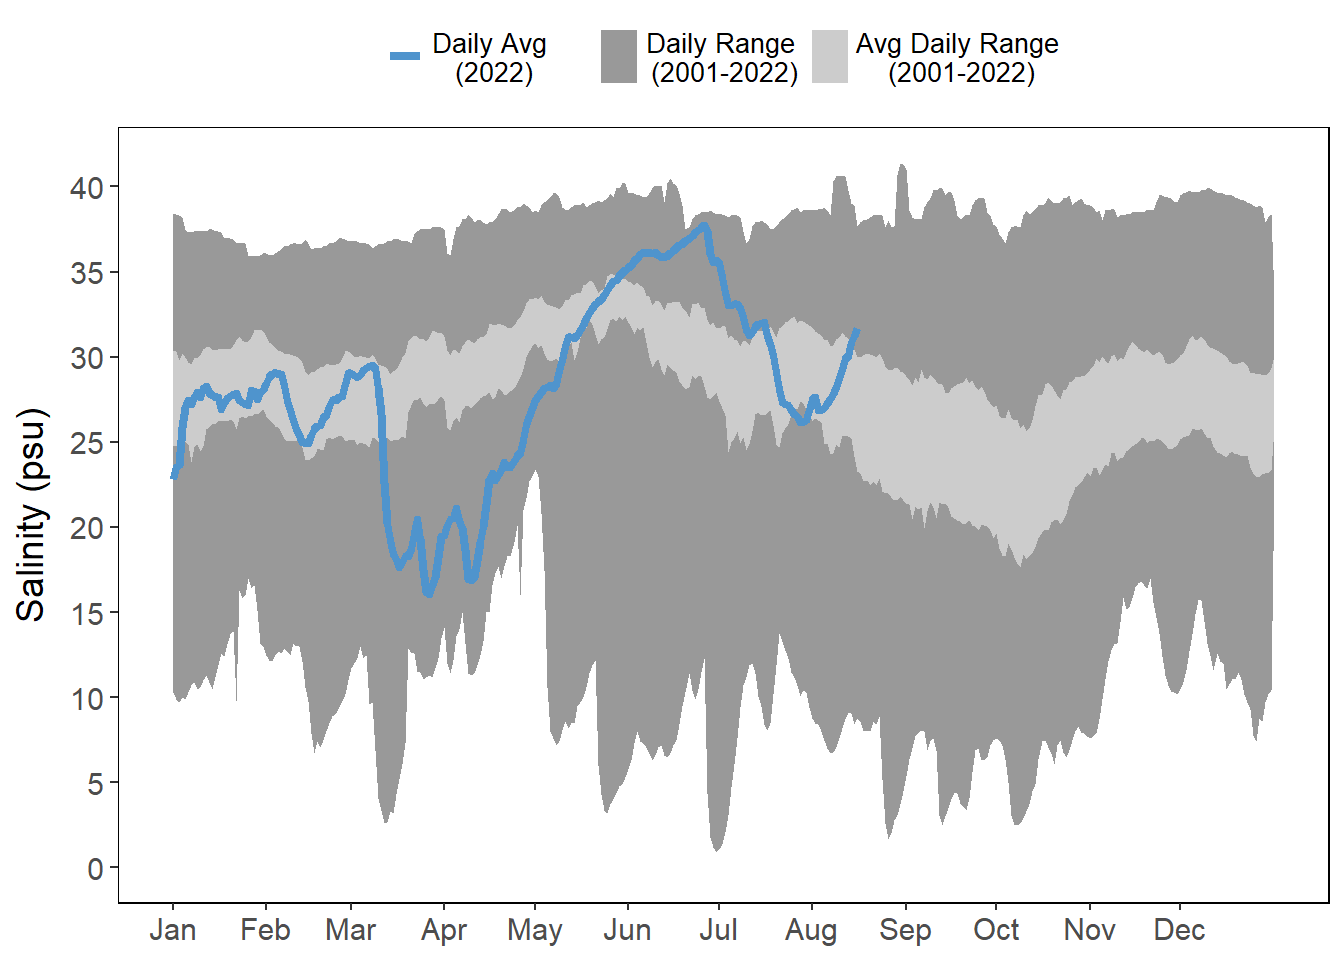 Daily Avg
(2022)
Daily Range
(2001-2022)
Avg Daily Range
(2001-2022)
Salinity (psu)
40
35
30
25
20
15
10
5
0
Jan Feb Mar Apr May Jun Jul Aug Sep Oct Nov Dec